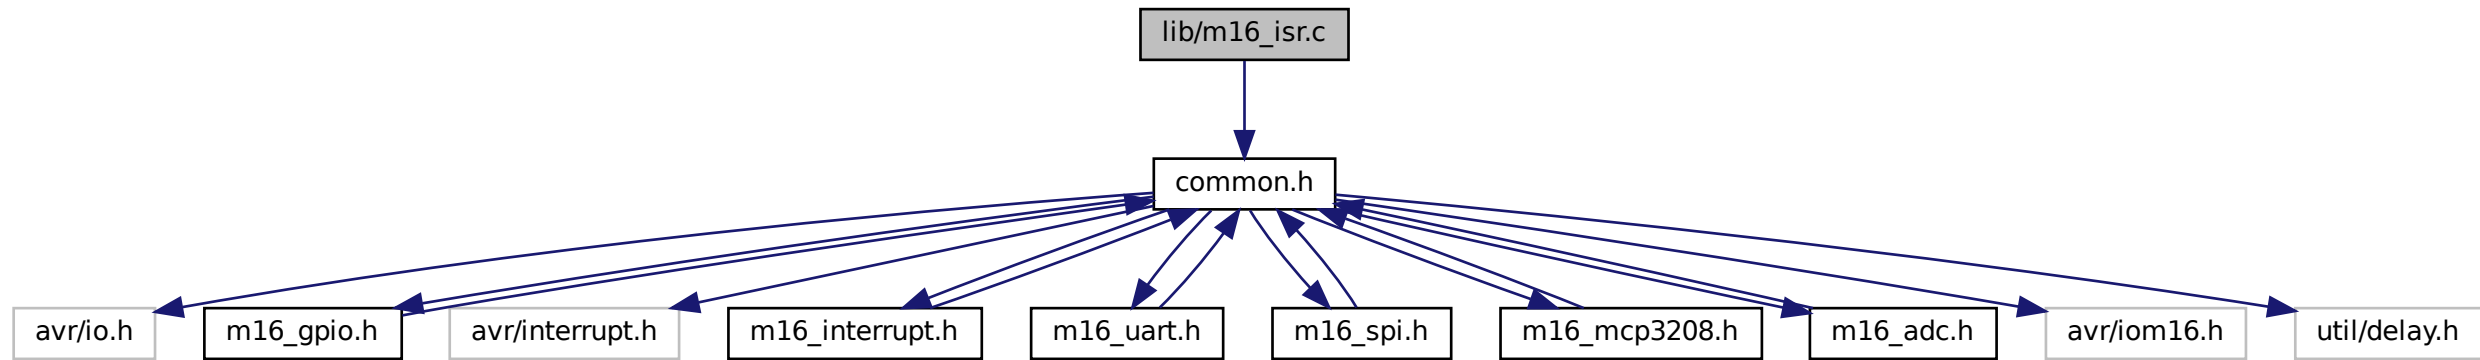 lib/m16_isr.c
common.h
avr/io.h
m16_gpio.h
avr/interrupt.h
m16_interrupt.h
m16_uart.h
m16_spi.h
m16_mcp3208.h
m16_adc.h
avr/iom16.h
util/delay.h